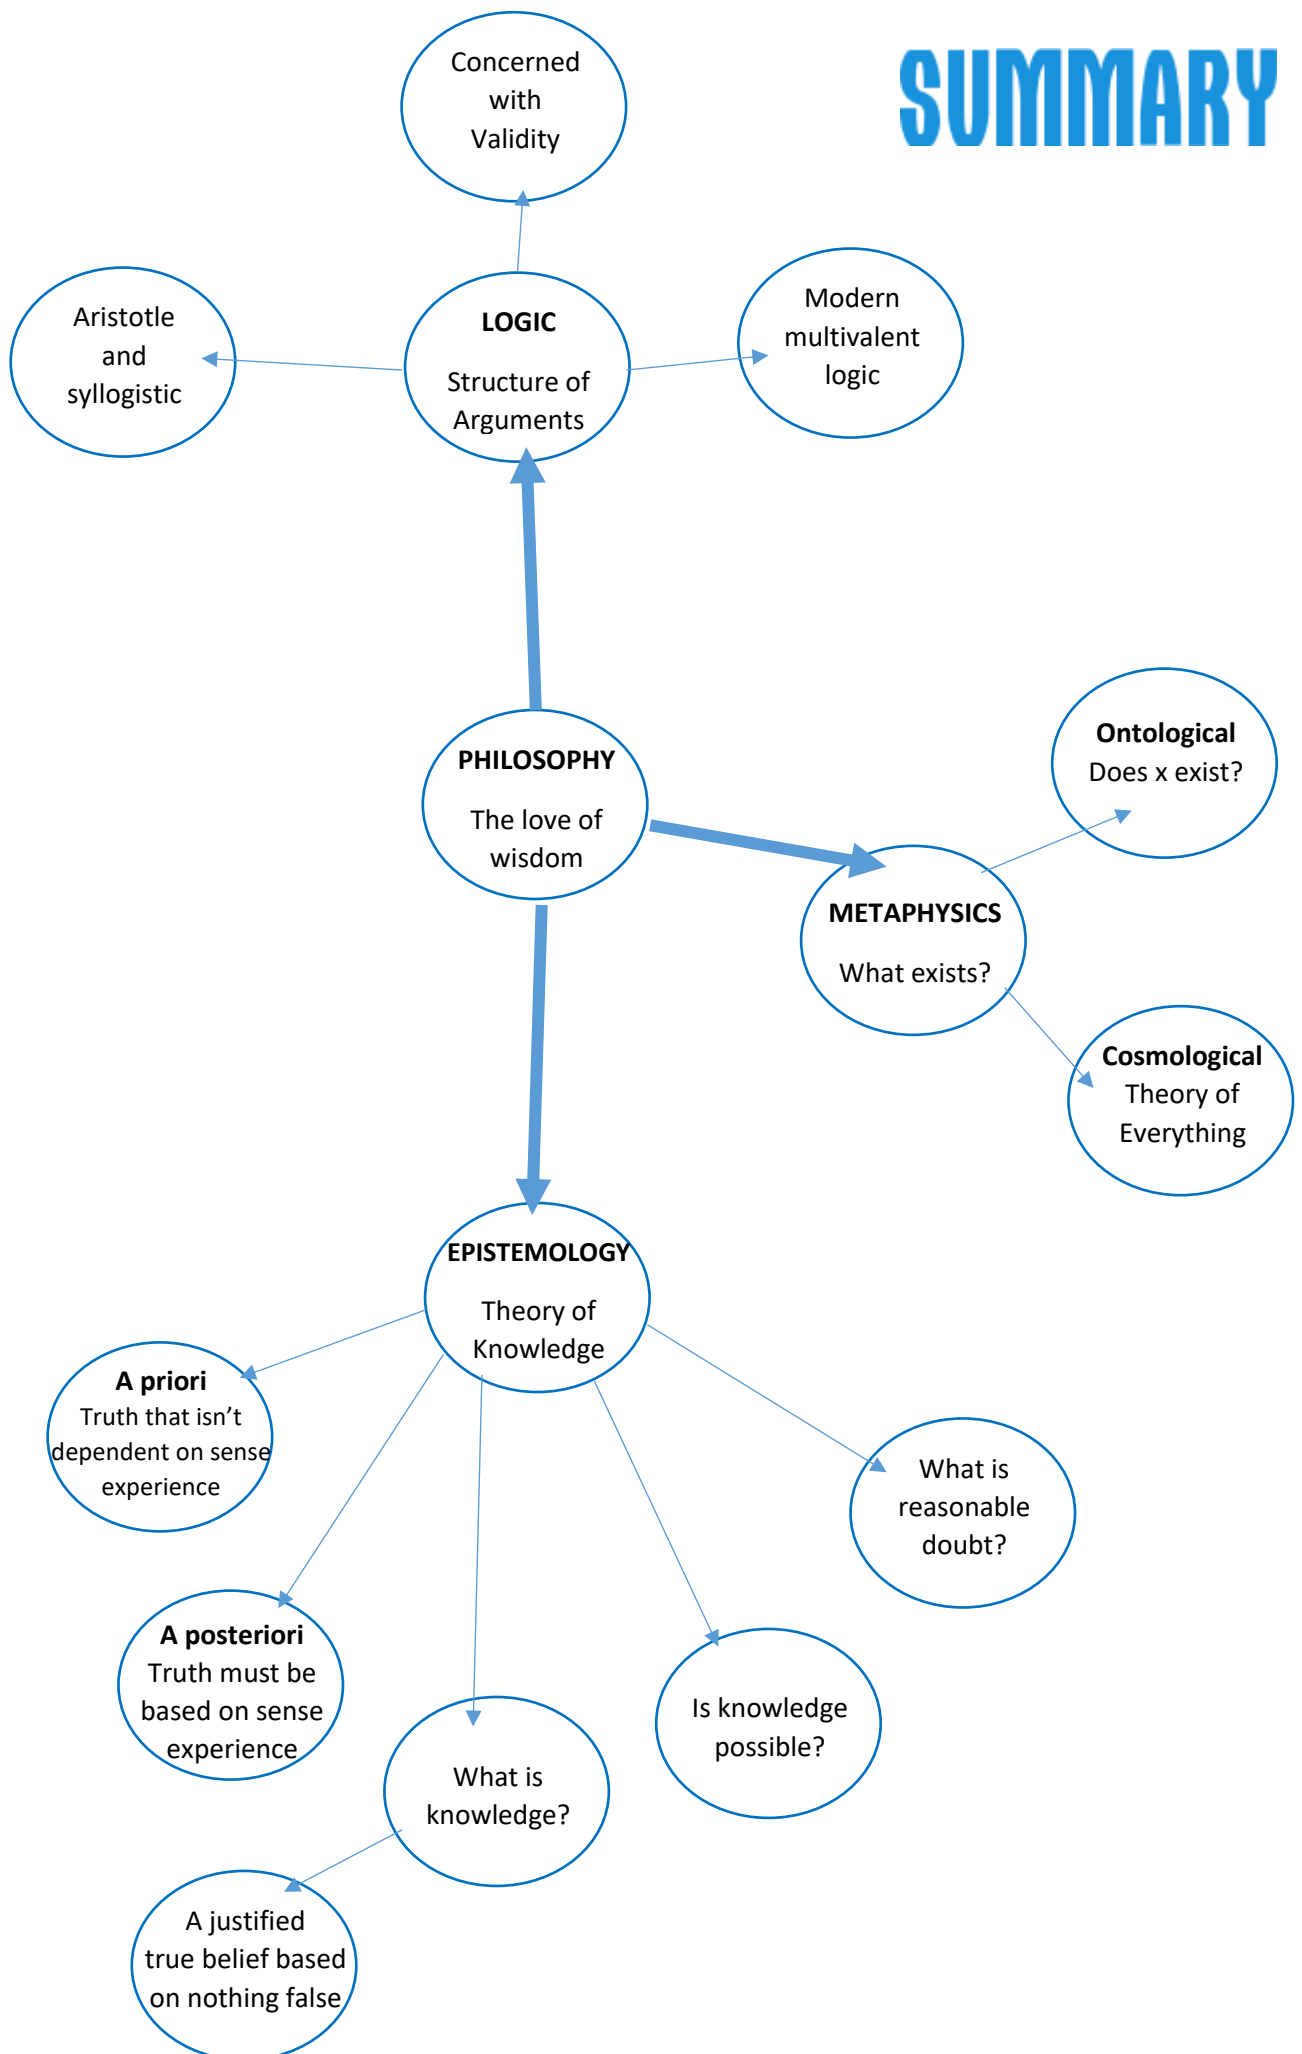 SUMMARY
Concerned
with
Validity
Aristotle
and
syllogistic
LOGIC
Structure of
Arguments
Modern
multivalent
logic
PHILOSOPHY
The love of
wisdom
Ontological
Does x exist?
METAPHYSICS
What exists?
Cosmological
Theory of
Everything
EPISTEMOLOGY
Theory of
Knowledge
A priori
Truth that isn’t
dependent on sense
experience
What is
reasonable
doubt?
A posteriori
Truth must be
based on sense
experience
Is knowledge
possible?
What is
knowledge?
A justified
true belief based
on nothing false